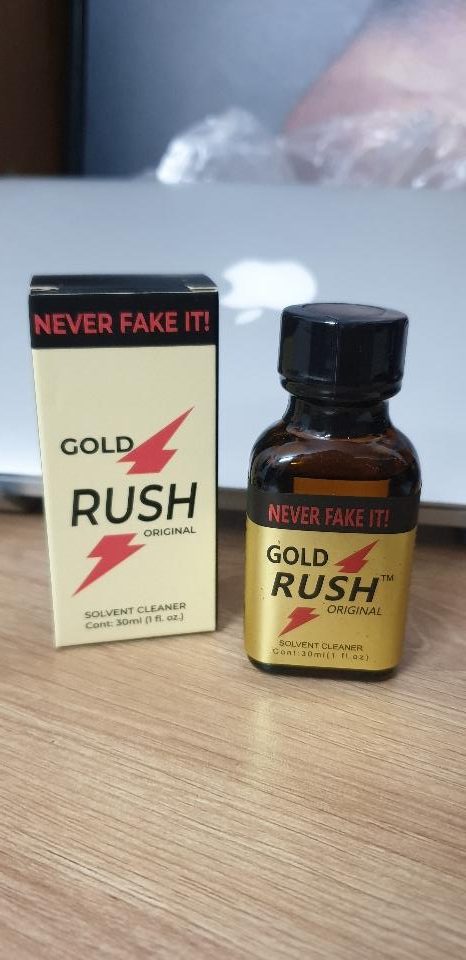 NEVER FAKE IT!
GOLD
RUSH
ORIGINAL
SOLVENT CLEANER
Cont: 30ml (1 fl. oz.)
NEVER FAKE IT!
GOLD
RUSH™
ORIGINAL
SOLVENT CLEANER
Cont:30ml(1 fl.oz)